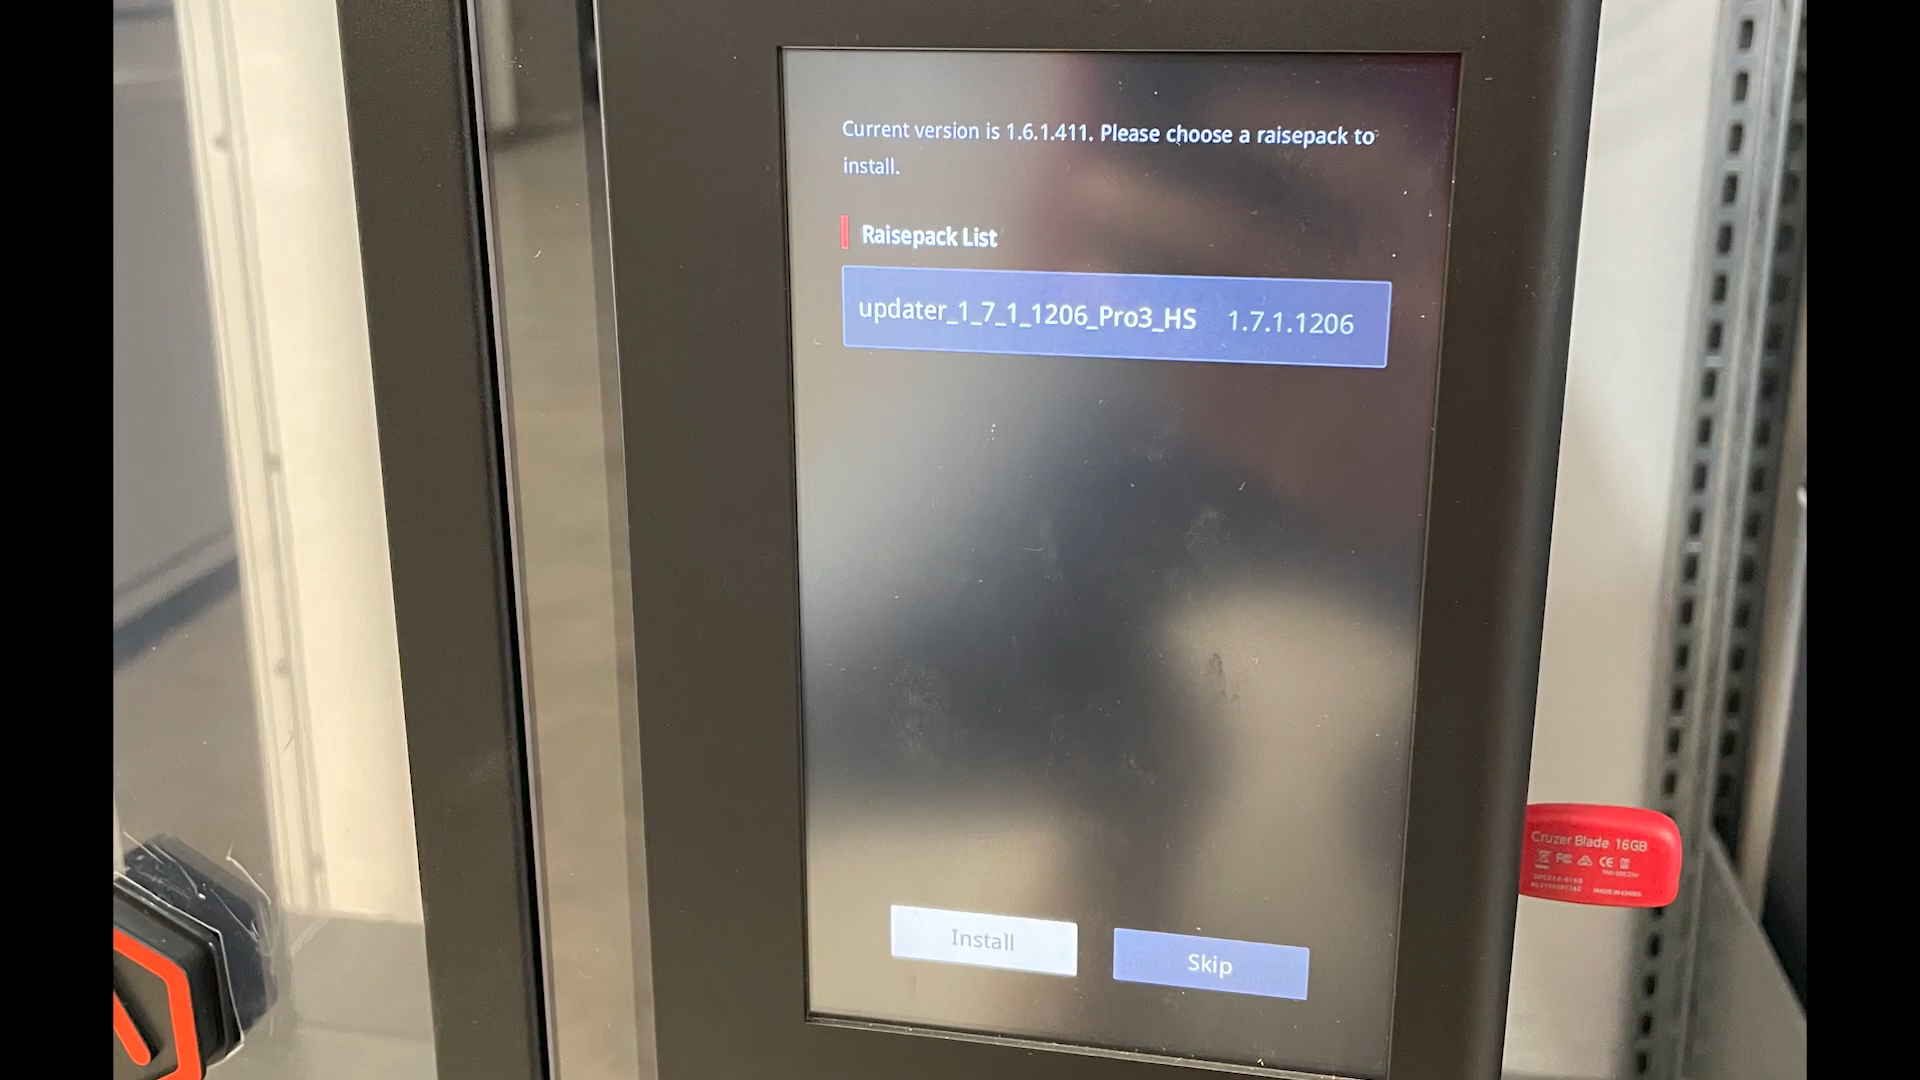 Current version is 1.6.1.411. Please choose a raisepack to
install.
Raisepack List
updater_1_7_1_1206_Pro3_HS 1.7.1.1206
Install
Skip
Cruzer Blade 16GB